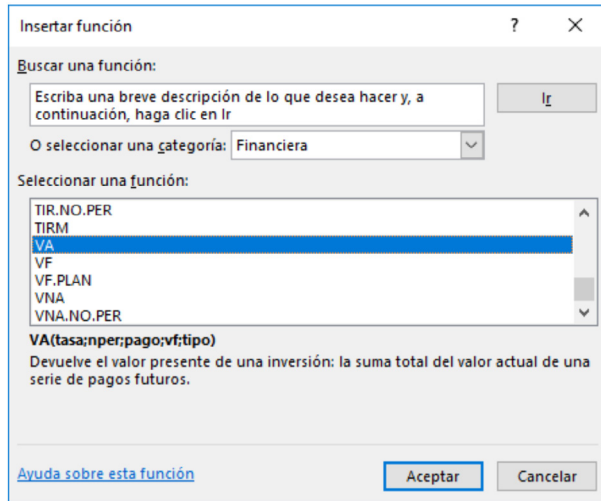 Insertar función ? ×
Buscar una función:
Escriba una breve descripción de lo que desea hacer y, a
continuación, haga clic en Ir
Ir
O seleccionar una categoría: Financiera
Seleccionar una función:
TIR.NO.PER
TIRM
VA
VF
VF.PLAN
VNA
VNA.NO.PER
VA(tasa;nper;pago;vf;tipo)
Devuelve el valor presente de una inversión: la suma total del valor actual de una
serie de pagos futuros.
Ayuda sobre esta función
Aceptar
Cancelar